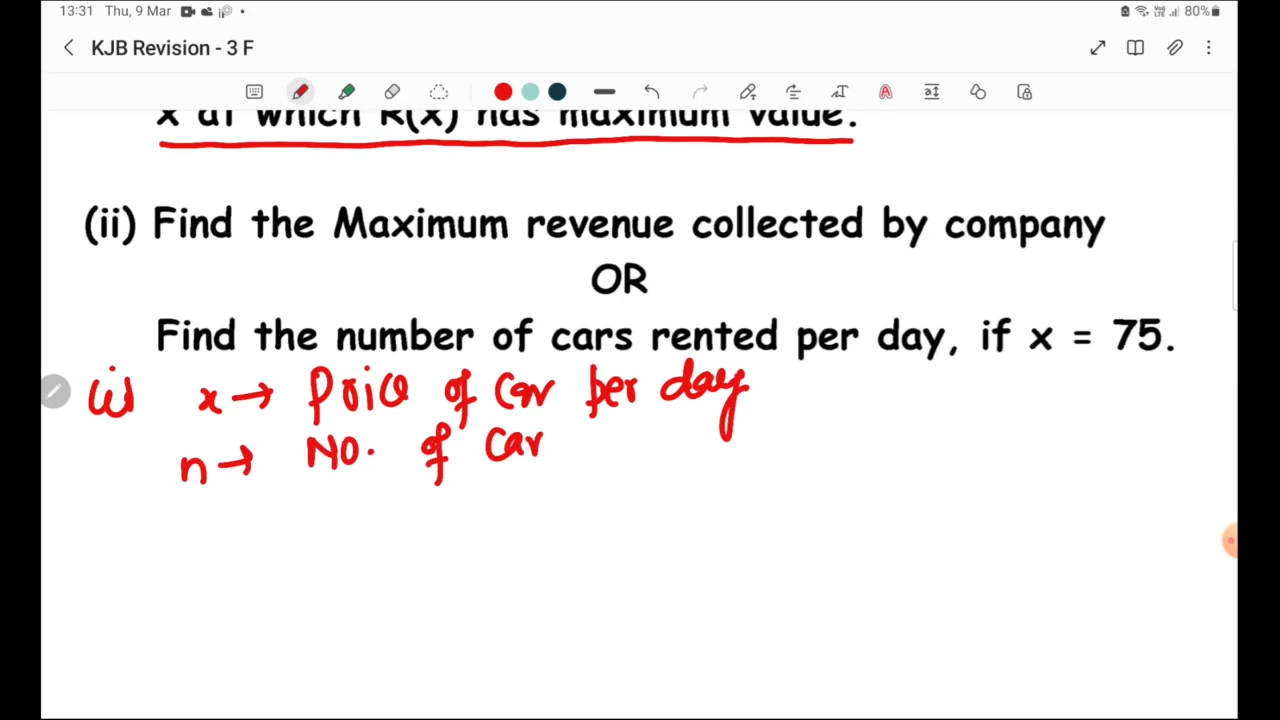 13:31 Thu, 9 Mar
80%
KJB Revision - 3 F
x at which R(x) has maximum value.
(ii) Find the Maximum revenue collected by company
OR
Find the number of cars rented per day, if x = 75.
(i) x → Price of car per day
n → No. of car